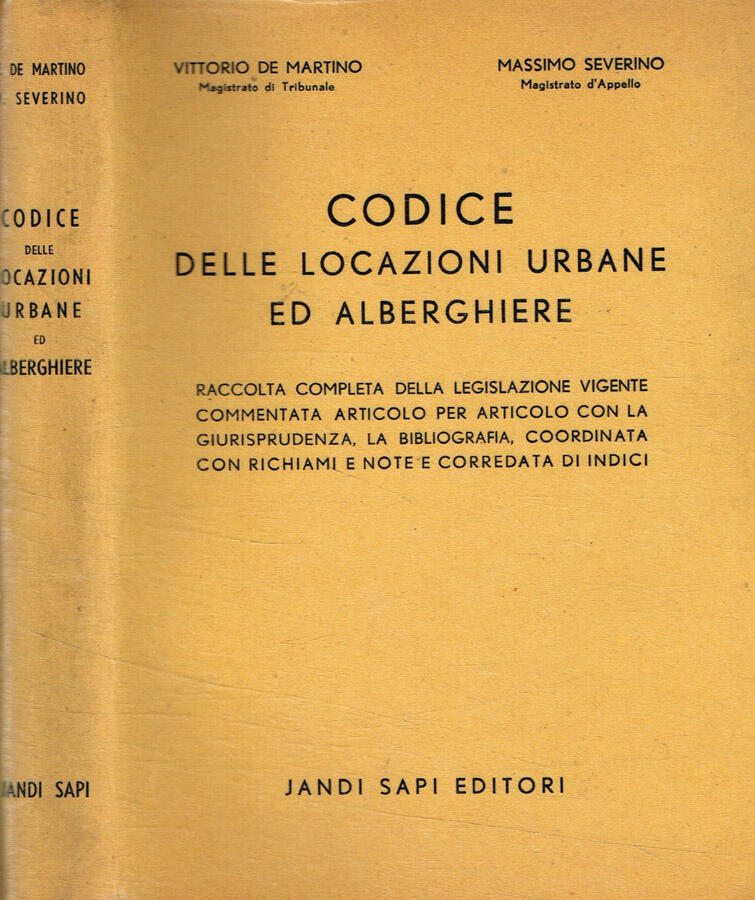 DE MARTINO
SEVERINO
CODICE
DELLE
LOCAZIONI
URBANE
ED
ALBERGHIERE
JANDI SAPI
VITTORIO DE MARTINO
Magistrato di Tribunale
MASSIMO SEVERINO
Magistrato d'Appello
CODICE
DELLE LOCAZIONI URBANE
ED ALBERGHIERE
RACCOLTA COMPLETA DELLA LEGISLAZIONE VIGENTE
COMMENTATA ARTICOLO PER ARTICOLO CON LA
GIURISPRUDENZA, LA BIBLIOGRAFIA, COORDINATA
CON RICHIAMI E NOTE E CORREDATA DI INDICI
JANDI SAPI EDITORI